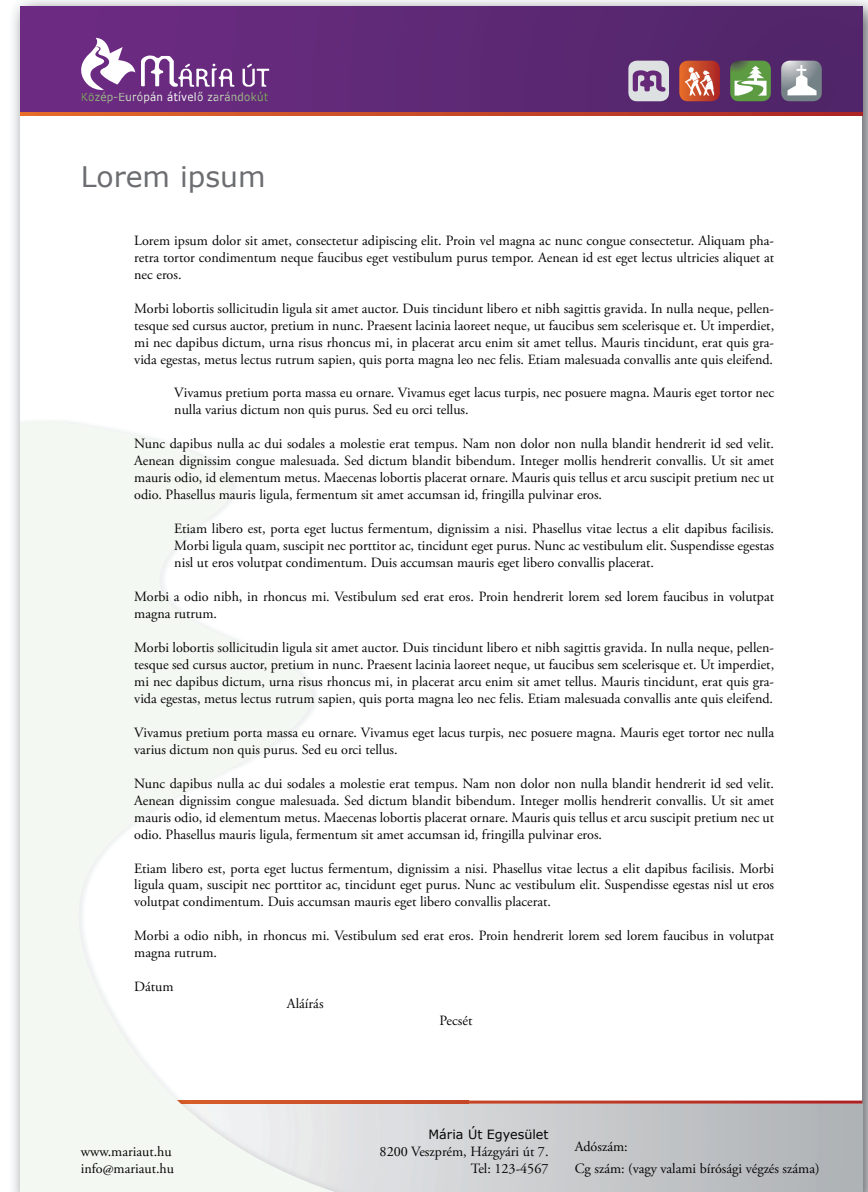 MÁRIA ÚT
Közép-Európán átívelő zarándokút
Lorem ipsum
Lorem ipsum dolor sit amet, consectetur adipiscing elit. Proin vel magna ac nunc congue consectetur. Aliquam pha-
retra tortor condimentum neque faucibus eget vestibulum purus tempor. Aenean id est eget lectus ultricies aliquet at
nec eros.
Morbi lobortis sollicitudin ligula sit amet auctor. Duis tincidunt libero et nibh sagittis gravida. In nulla neque, pellen-
tesque sed cursus auctor, pretium in nunc. Praesent lacinia laoreet neque, ut faucibus sem scelerisque et. Ut imperdiet,
mi nec dapibus dictum, urna risus rhoncus mi, in placerat arcu enim sit amet tellus. Mauris tincidunt, erat quis gra-
vida egestas, metus lectus rutrum sapien, quis porta magna leo nec felis. Etiam malesuada convallis ante quis eleifend.
Vivamus pretium porta massa eu ornare. Vivamus eget lacus turpis, nec posuere magna. Mauris eget tortor nec
nulla varius dictum non quis purus. Sed eu orci tellus.
Nunc dapibus nulla ac dui sodales a molestie erat tempus. Nam non dolor non nulla blandit hendrerit id sed velit.
Aenean dignissim congue malesuada. Sed dictum blandit bibendum. Integer mollis hendrerit convallis. Ut sit amet
mauris odio, id elementum metus. Maecenas lobortis placerat ornare. Mauris quis tellus et arcu suscipit pretium nec ut
odio. Phasellus mauris ligula, fermentum sit amet accumsan id, fringilla pulvinar eros.
Etiam libero est, porta eget luctus fermentum, dignissim a nisi. Phasellus vitae lectus a elit dapibus facilisis.
Morbi ligula quam, suscipit nec porttitor ac, tincidunt eget purus. Nunc ac vestibulum elit. Suspendisse egestas
nisl ut eros volutpat condimentum. Duis accumsan mauris eget libero convallis placerat.
Morbi a odio nibh, in rhoncus mi. Vestibulum sed erat eros. Proin hendrerit lorem sed lorem faucibus in volutpat
magna rutrum.
Morbi lobortis sollicitudin ligula sit amet auctor. Duis tincidunt libero et nibh sagittis gravida. In nulla neque, pellen-
tesque sed cursus auctor, pretium in nunc. Praesent lacinia laoreet neque, ut faucibus sem scelerisque et. Ut imperdiet,
mi nec dapibus dictum, urna risus rhoncus mi, in placerat arcu enim sit amet tellus. Mauris tincidunt, erat quis gra-
vida egestas, metus lectus rutrum sapien, quis porta magna leo nec felis. Etiam malesuada convallis ante quis eleifend.
Vivamus pretium porta massa eu ornare. Vivamus eget lacus turpis, nec posuere magna. Mauris eget tortor nec nulla
varius dictum non quis purus. Sed eu orci tellus.
Nunc dapibus nulla ac dui sodales a molestie erat tempus. Nam non dolor non nulla blandit hendrerit id sed velit.
Aenean dignissim congue malesuada. Sed dictum blandit bibendum. Integer mollis hendrerit convallis. Ut sit amet
mauris odio, id elementum metus. Maecenas lobortis placerat ornare. Mauris quis tellus et arcu suscipit pretium nec ut
odio. Phasellus mauris ligula, fermentum sit amet accumsan id, fringilla pulvinar eros.
Etiam libero est, porta eget luctus fermentum, dignissim a nisi. Phasellus vitae lectus a elit dapibus facilisis. Morbi
ligula quam, suscipit nec porttitor ac, tincidunt eget purus. Nunc ac vestibulum elit. Suspendisse egestas nisl ut eros
volutpat condimentum. Duis accumsan mauris eget libero convallis placerat.
Morbi a odio nibh, in rhoncus mi. Vestibulum sed erat eros. Proin hendrerit lorem sed lorem faucibus in volutpat
magna rutrum.
Dátum
Aláírás
Pecsét
www.mariaut.hu
info@mariaut.hu
Mária Út Egyesület
8200 Veszprém, Házgyári út 7.
Tel: 123-4567
Adószám:
Cg szám: (vagy valami bírósági végzés száma)